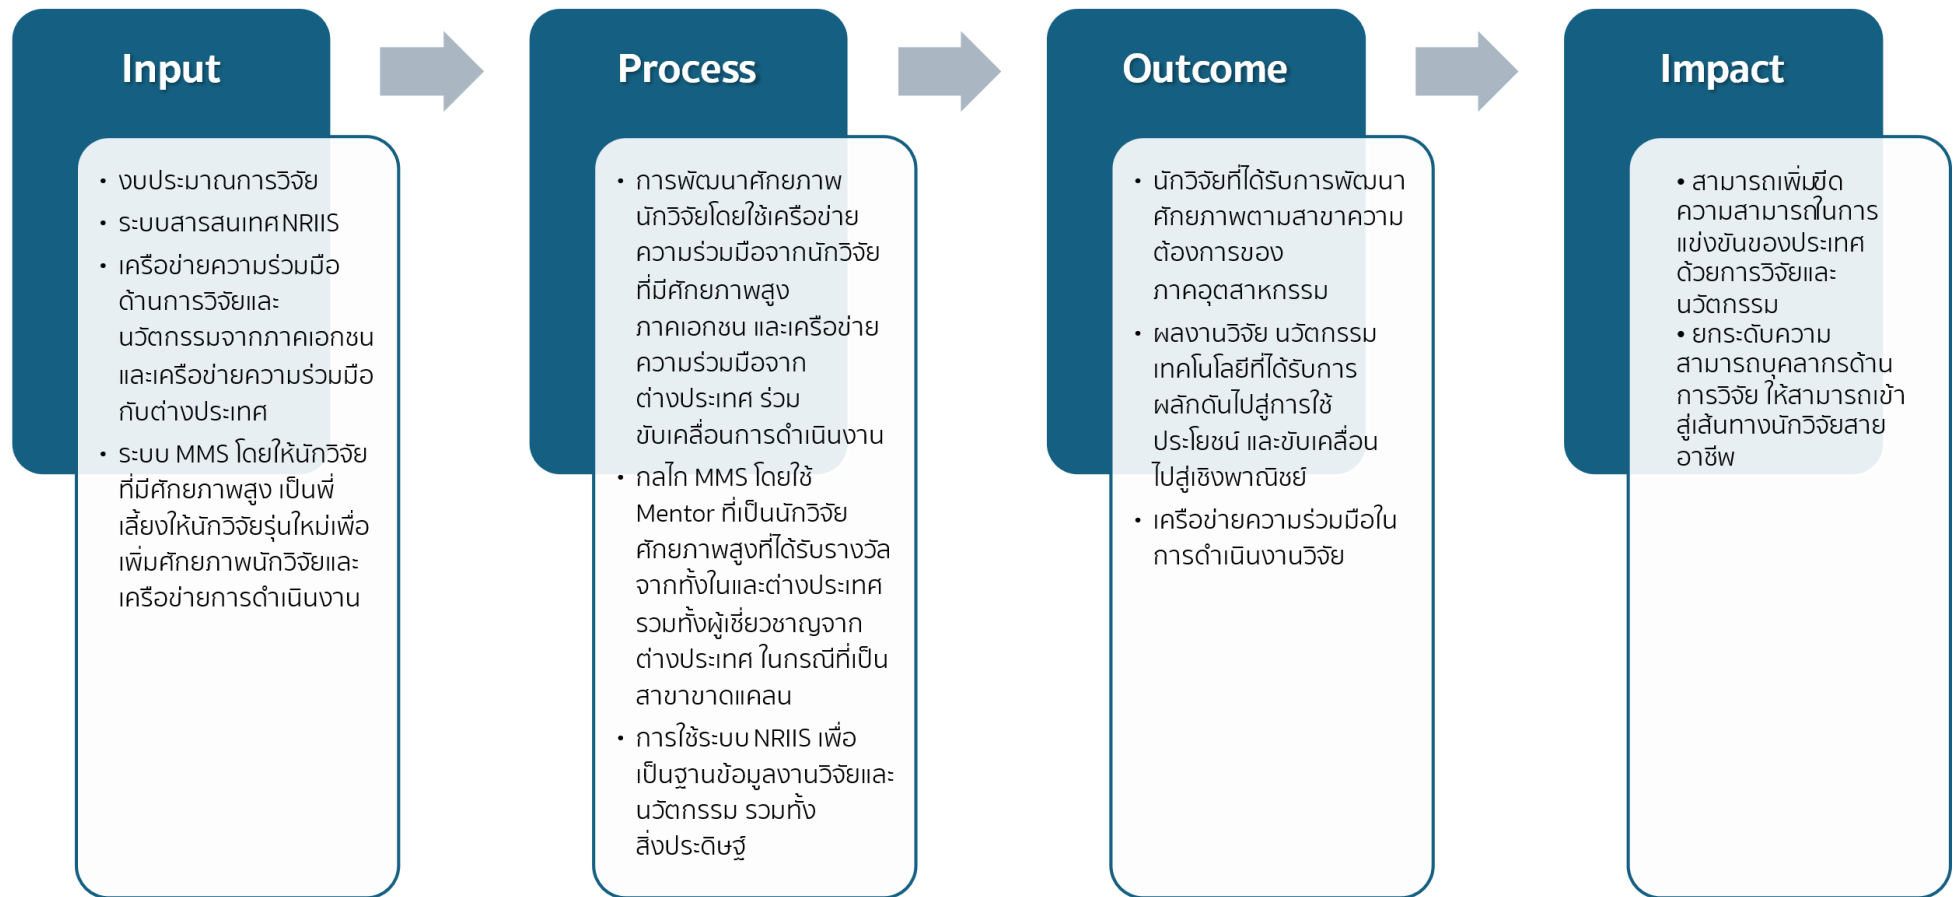 Input
• งบประมาณการวิจัย
• ระบบสารสนเทศ NRIIS
• เครือข่ายความร่วมมือ
ด้านการวิจัยและ
นวัตกรรมจากภาคเอกชน
และเครือข่ายความร่วมมือ
กับต่างประเทศ
• ระบบ MMS โดยให้นักวิจัย
ที่มีศักยภาพสูง เป็นพี่
เลี้ยงให้นักวิจัยรุ่นใหม่เพื่อ
เพิ่มศักยภาพนักวิจัยและ
เครือข่ายการดำเนินงาน
Process
• การพัฒนาศักยภาพ
นักวิจัยโดยใช้เครือข่าย
ความร่วมมือจากนักวิจัย
ที่มีศักยภาพสูง
ภาคเอกชน และเครือข่าย
ความร่วมมือจาก
ต่างประเทศ ร่วม
ขับเคลื่อนการดำเนินงาน
• กลไก MMS โดยใช้
Mentor ที่เป็นนักวิจัย
ศักยภาพสูงที่ได้รับรางวัล
จากทั้งในและต่างประเทศ
รวมทั้งผู้เชี่ยวชาญจาก
ต่างประเทศ ในกรณีที่เป็น
สาขาขาดแคลน
• การใช้ระบบ NRIIS เพื่อ
เป็นฐานข้อมูลงานวิจัยและ
นวัตกรรม รวมทั้ง
สิ่งประดิษฐ์
Outcome
• นักวิจัยที่ได้รับการพัฒนา
ศักยภาพตามสาขาความ
ต้องการของ
ภาคอุตสาหกรรม
• ผลงานวิจัย นวัตกรรม
เทคโนโลยีที่ได้รับการ
ผลักดันไปสู่การใช้
ประโยชน์ และขับเคลื่อน
ไปสู่เชิงพาณิชย์
• เครือข่ายความร่วมมือใน
การดำเนินงานวิจัย
Impact
• สามารถเพิ่มขีด
ความสามารถในการ
แข่งขันของประเทศ
ด้วยการวิจัยและ
นวัตกรรม
• ยกระดับความ
สามารถบุคลากรด้าน
การวิจัย ให้สามารถเข้า
สู่เส้นทางนักวิจัยสาย
อาชีพ